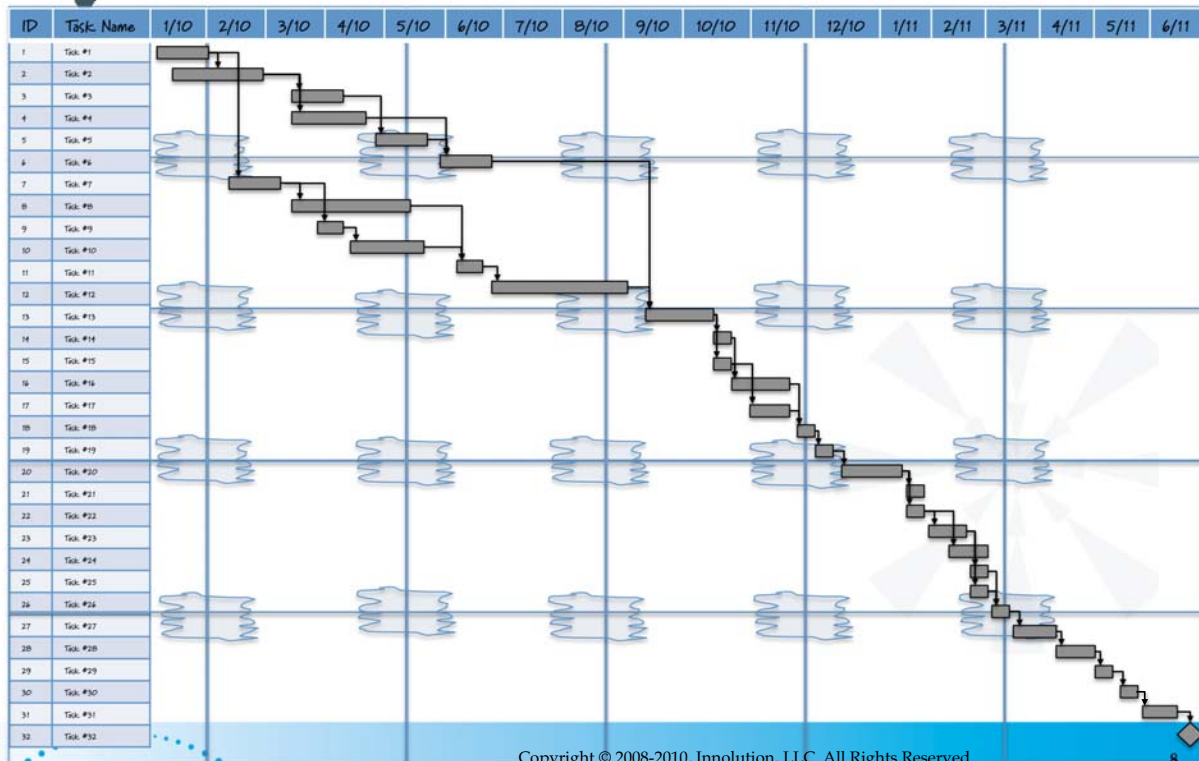 ID Task Name 1/10 2/10 3/10 4/10 5/10 6/10 7/10 8/10 9/10 10/10 11/10 12/10 1/11 2/11 3/11 4/11 5/11 6/11
1 Task #1
2 Task #2
3 Task #3
4 Task #4
5 Task #5
6 Task #6
7 Task #7
8 Task #8
9 Task #9
10 Task #10
11 Task #11
12 Task #12
13 Task #13
14 Task #14
15 Task #15
16 Task #16
17 Task #17
18 Task #18
19 Task #19
20 Task #20
21 Task #21
22 Task #22
23 Task #23
24 Task #24
25 Task #25
26 Task #26
27 Task #27
28 Task #28
29 Task #29
30 Task #30
31 Task #31
32 Task #32
Copyright © 2008-2010, Innolution, LLC. All Rights Reserved. 8